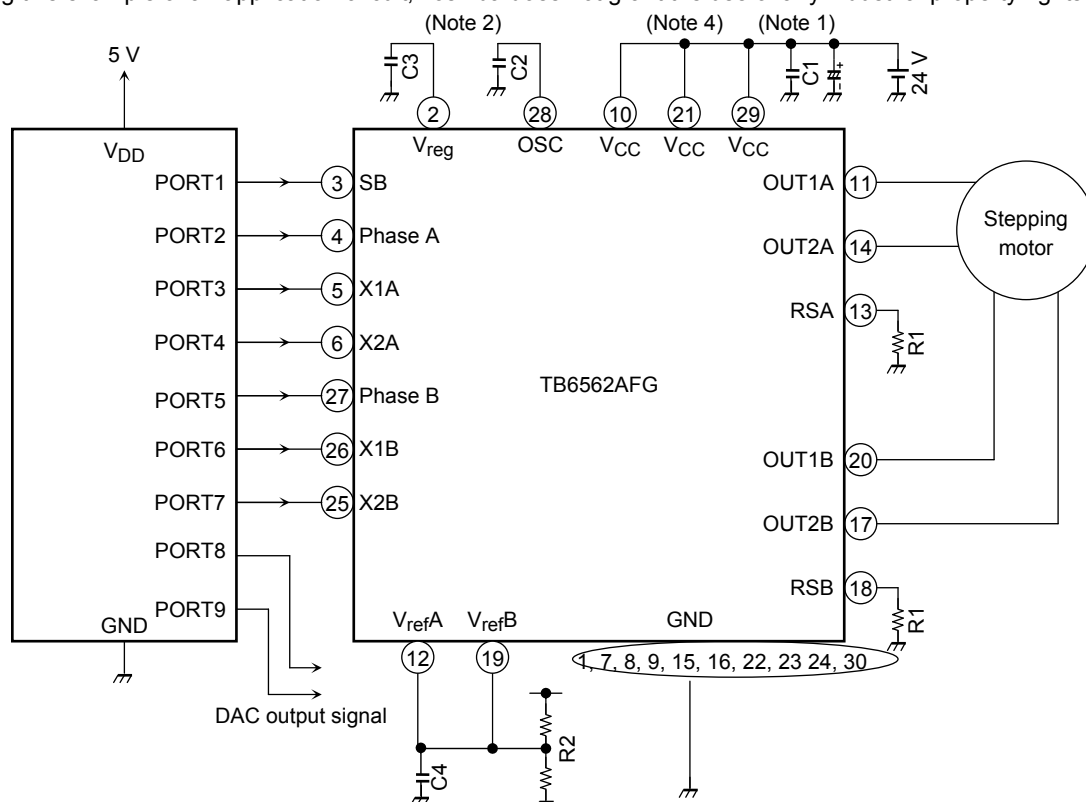 (Note 2) (Note 4) (Note 1)
5 V C3 C2 C1 + − 24 V
2 28 10 21 29
VDD Vreg OSC VCC VCC VCC
PORT1 3 SB OUT1A 11
PORT2 4 Phase A OUT2A 14 Stepping motor
PORT3 5 X1A RSA 13
PORT4 6 X2A R1
TB6562AFG
PORT5 27 Phase B
PORT6 26 X1B OUT1B 20
PORT7 25 X2B OUT2B 17
PORT8
RSB 18
PORT9 R1
GND VrefA VrefB GND
12 19 1, 7, 8, 9, 15, 16, 22, 23 24, 30
DAC output signal
C4 R2